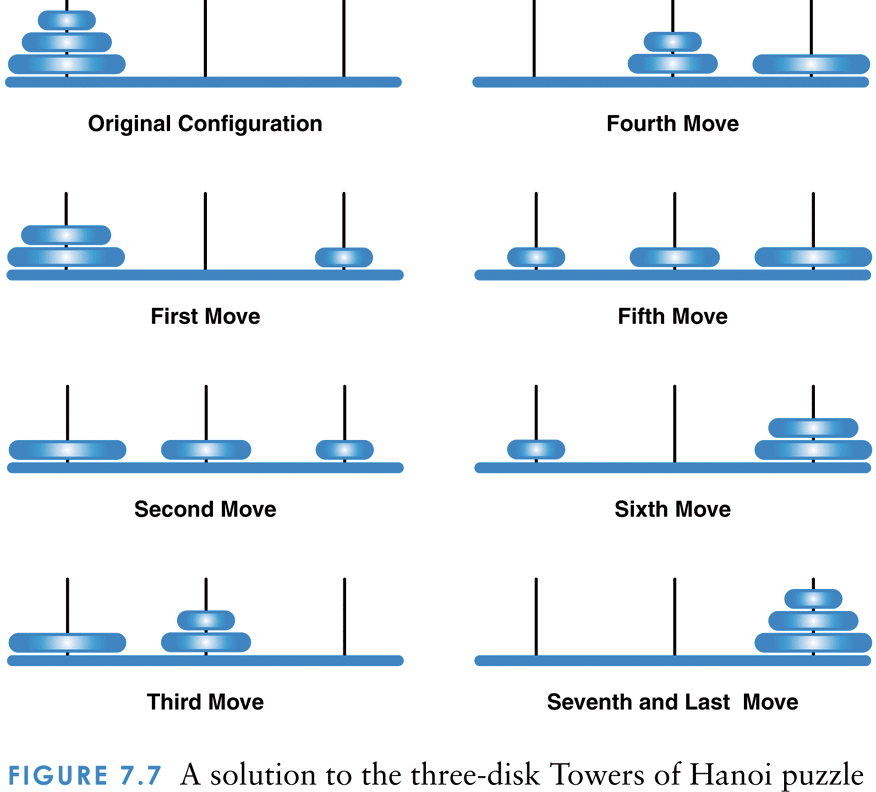 Original Configuration
Fourth Move
First Move
Fifth Move
Second Move
Sixth Move
Third Move
Seventh and Last Move
FIGURE 7.7 A solution to the three-disk Towers of Hanoi puzzle